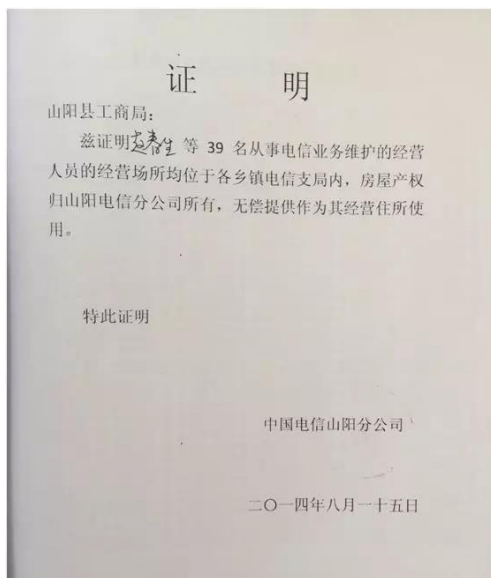 证 明
山阳县工商局：
兹证明赵春生 等 39 名从事电信业务维护的经营
人员的经营场所均位于各乡镇电信支局内，房屋产权
归山阳电信分公司所有，无偿提供作为其经营住所使
用。
特此证明
中国电信山阳分公司
二〇一四年八月一十五日